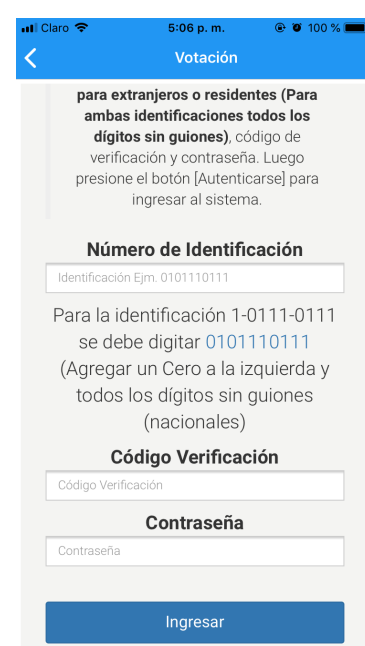 Claro 5:06 p. m. 100 %
Votación
para extranjeros o residentes (Para
ambas identificaciones todos los
dígitos sin guiones), código de
verificación y contraseña. Luego
presione el botón [Autenticarse] para
ingresar al sistema.
Número de Identificación
Identificación Ejm. 0101110111
Para la identificación 1-0111-0111
se debe digitar 0101110111
(Agregar un Cero a la izquierda y
todos los dígitos sin guiones
(nacionales)
Código Verificación
Código Verificación
Contraseña
Contraseña
Ingresar